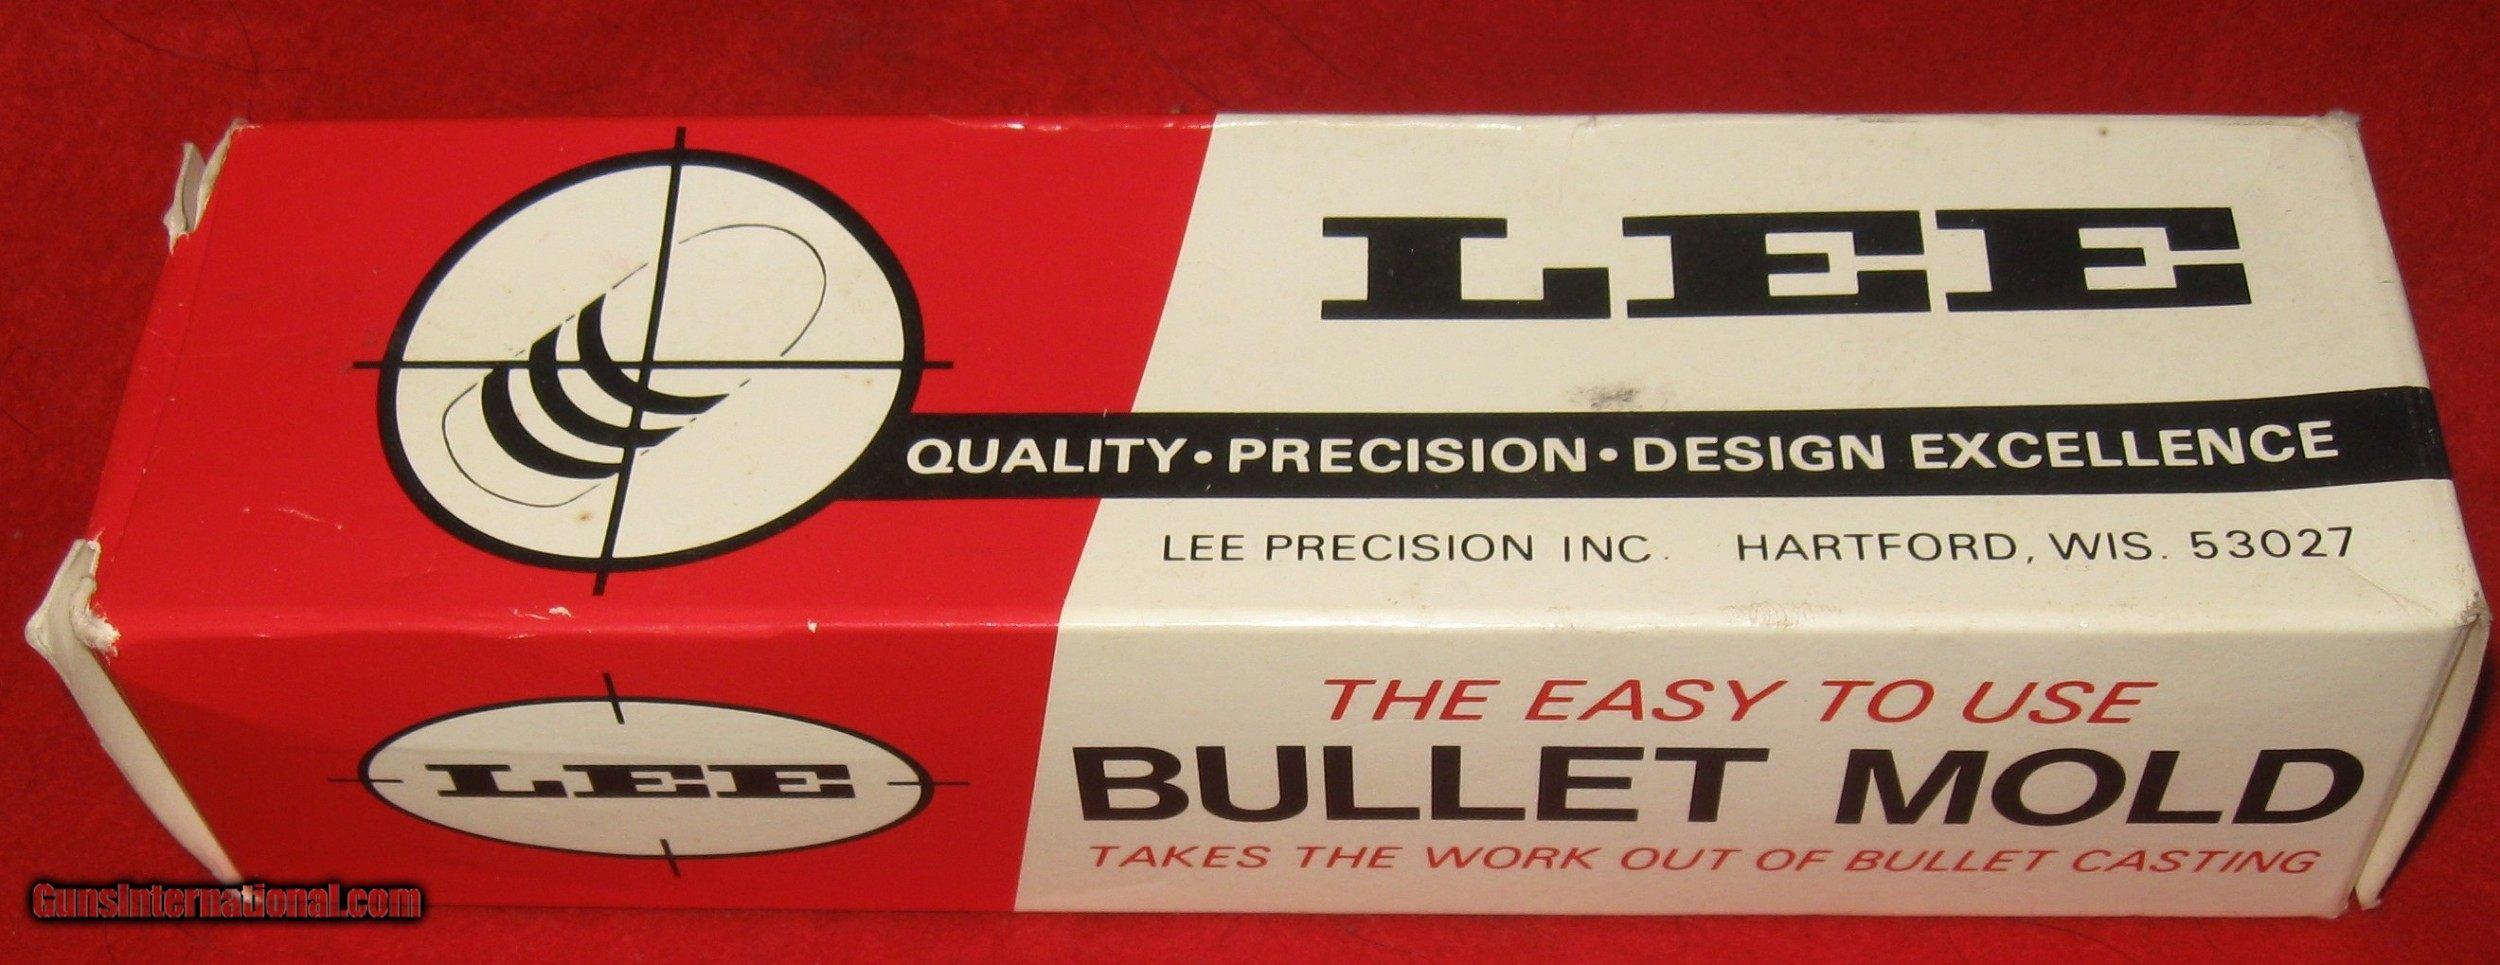 LEE
QUALITY • PRECISION • DESIGN EXCELLENCE
LEE PRECISION INC. HARTFORD, WIS. 53027
THE EASY TO USE
LEE
BULLET MOLD
TAKES THE WORK OUT OF BULLET CASTING
GunsInternational.com